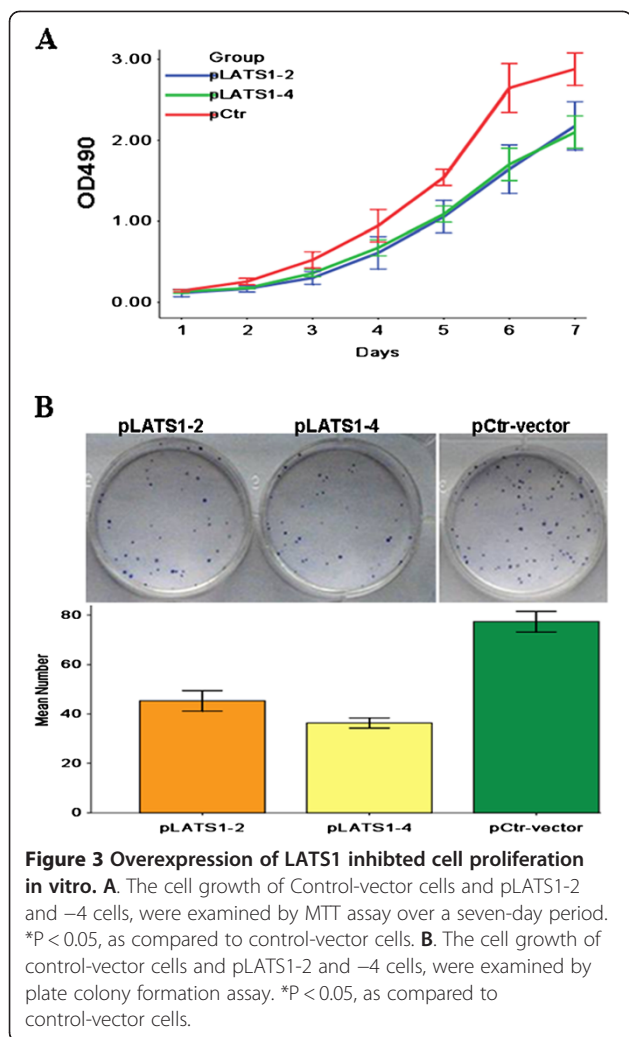 A
3.00
2.00
1.00
0.00
OD490
Group
pLATS1-2
pLATS1-4
pCtr
1 2 3 4 5 6 7
Days
B
pLATS1-2 pLATS1-4 pCtr-vector
80
60
40
20
0
Mean Number
pLATS1-2 pLATS1-4 pCtr-vector
Figure 3 Overexpression of LATS1 inhibted cell proliferation
in vitro. A. The cell growth of Control-vector cells and pLATS1-2
and −4 cells, were examined by MTT assay over a seven-day period.
*P < 0.05, as compared to control-vector cells. B. The cell growth of
control-vector cells and pLATS1-2 and −4 cells, were examined by
plate colony formation assay. *P < 0.05, as compared to
control-vector cells.